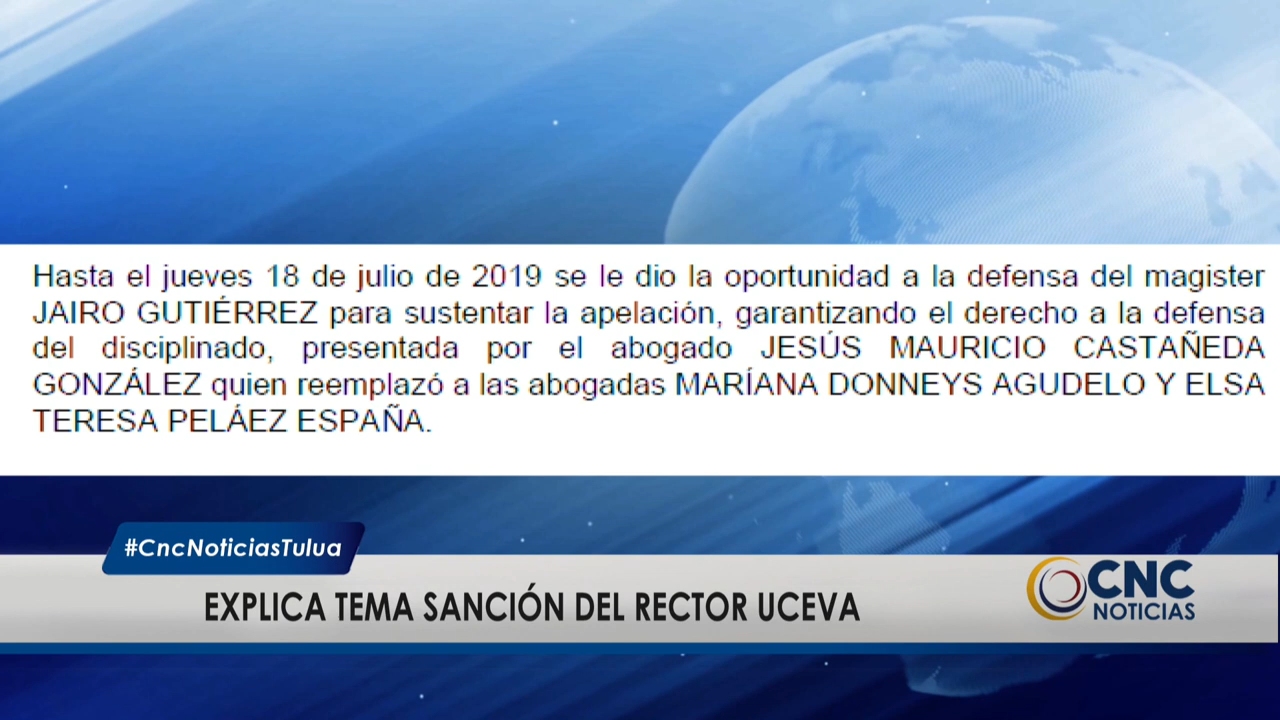 Hasta el jueves 18 de julio de 2019 se le dio la oportunidad a la defensa del magister
JAIRO GUTIÉRREZ para sustentar la apelación, garantizando el derecho a la defensa
del disciplinado, presentada por el abogado JESÚS MAURICIO CASTAÑEDA
GONZÁLEZ quien reemplazó a las abogadas MARÍANA DONNEYS AGUDELO Y ELSA
TERESA PELÁEZ ESPAÑA.
#CncNoticiasTulua
EXPLICA TEMA SANCIÓN DEL RECTOR UCEVA
CNC
NOTICIAS